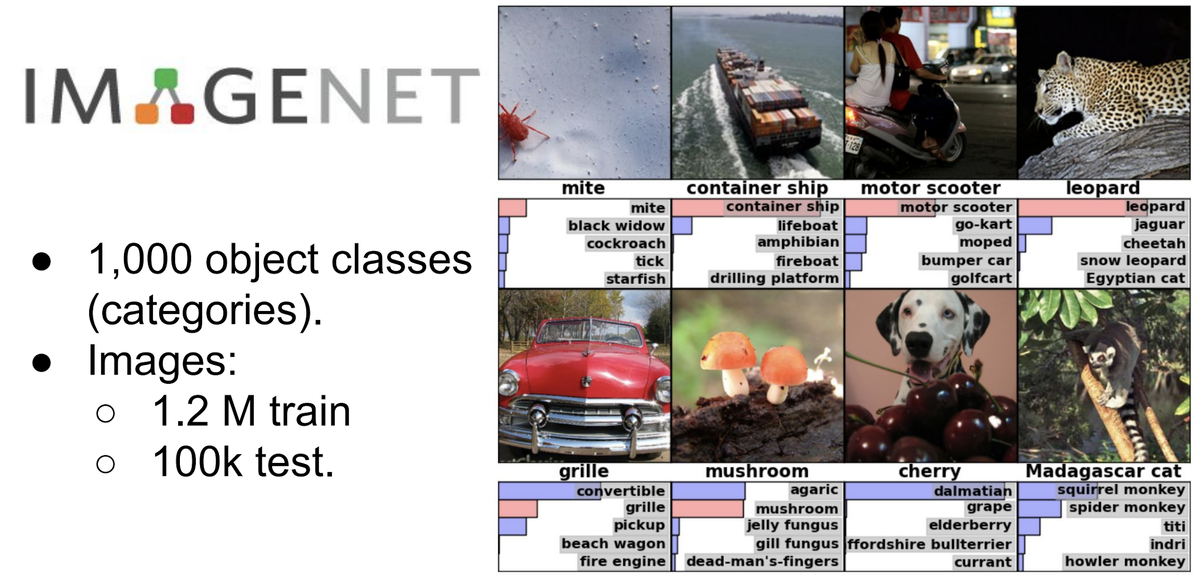 IMAGENET
● 1,000 object classes
(categories).
● Images:
○ 1.2 M train
○ 100k test.
mite
container ship
motor scooter
leopard
mite
black widow
cockroach
tick
starfish
container ship
lifeboat
amphibian
fireboat
drilling platform
motor scooter
go-kart
moped
bumper car
golfcart
leopard
jaguar
cheetah
snow leopard
Egyptian cat
grille
mushroom
cherry
Madagascar cat
convertible
grille
pickup
beach wagon
fire engine
agaric
mushroom
jelly fungus
gill fungus
dead-man's-fingers
dalmatian
grape
elderberry
ffordshire bullterrier
currant
squirrel monkey
spider monkey
titi
indri
howler monkey